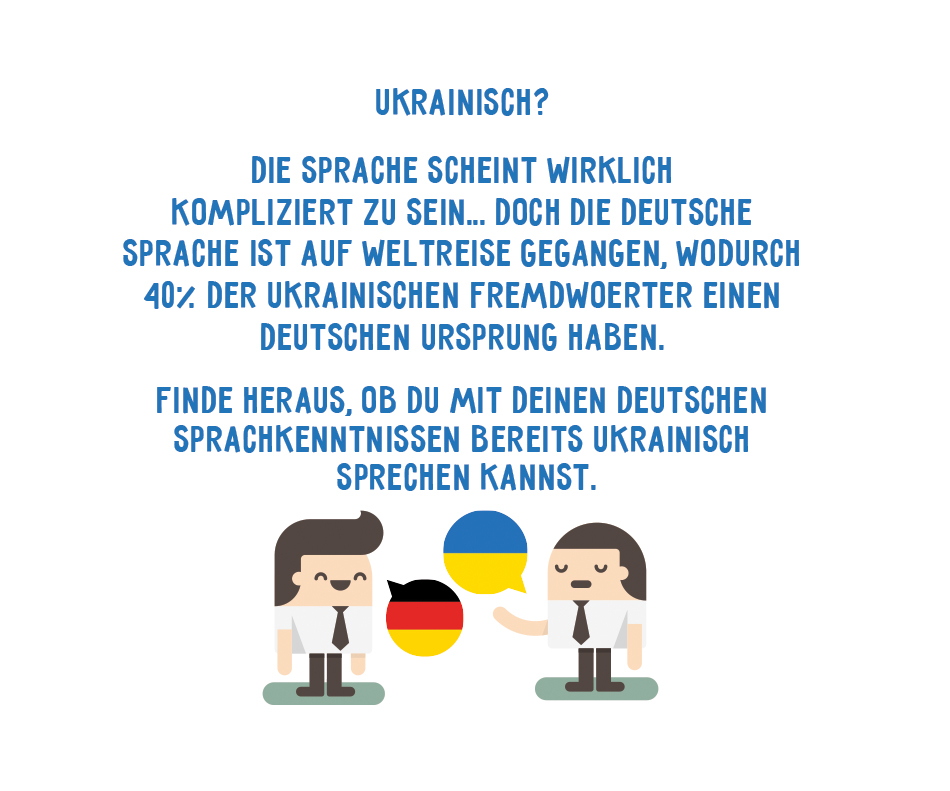 UKRAINISCH?
DIE SPRACHE SCHEINT WIRKLICH
KOMPLIZIERT ZU SEIN... DOCH DIE DEUTSCHE
SPRACHE IST AUF WELTREISE GEGANGEN, WODURCH
40% DER UKRAINISCHEN FREMDWOERTER EINEN
DEUTSCHEN URSPRUNG HABEN.
FINDE HERAUS, OB DU MIT DEINEN DEUTSCHEN
SPRACHKENNTNISSEN BEREITS UKRAINISCH
SPRECHEN KANNST.